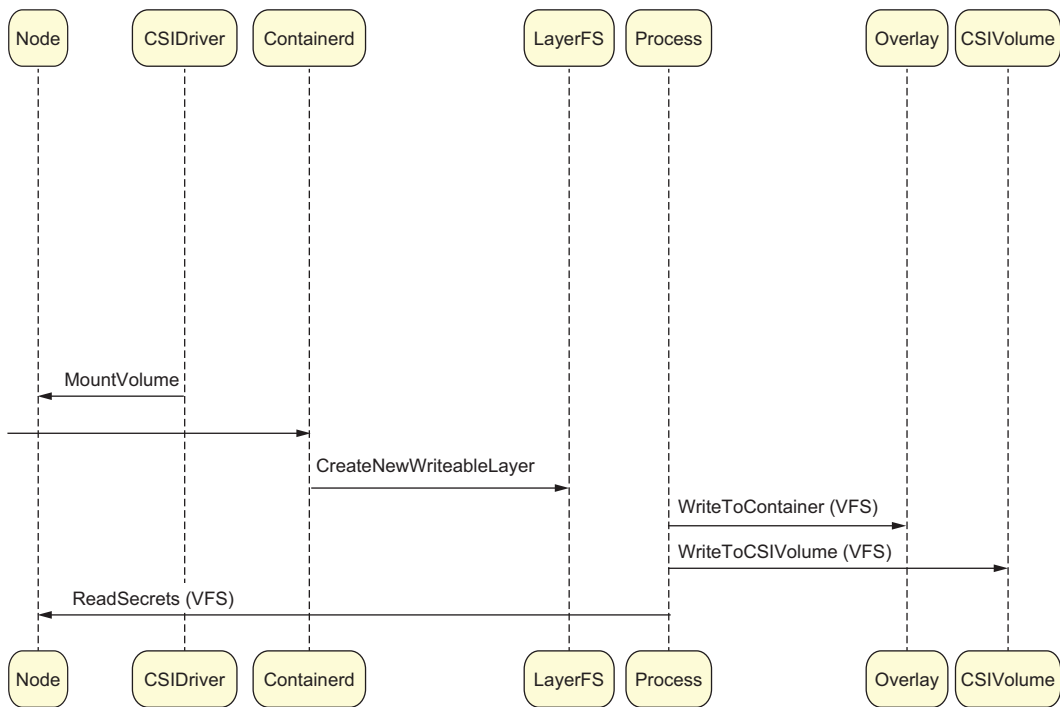 Node
CSIDriver
Containerd
LayerFS
Process
Overlay
CSIVolume
MountVolume
CreateNewWriteableLayer
WriteToContainer (VFS)
WriteToCSIVolume (VFS)
ReadSecrets (VFS)
Node
CSIDriver
Containerd
LayerFS
Process
Overlay
CSIVolume